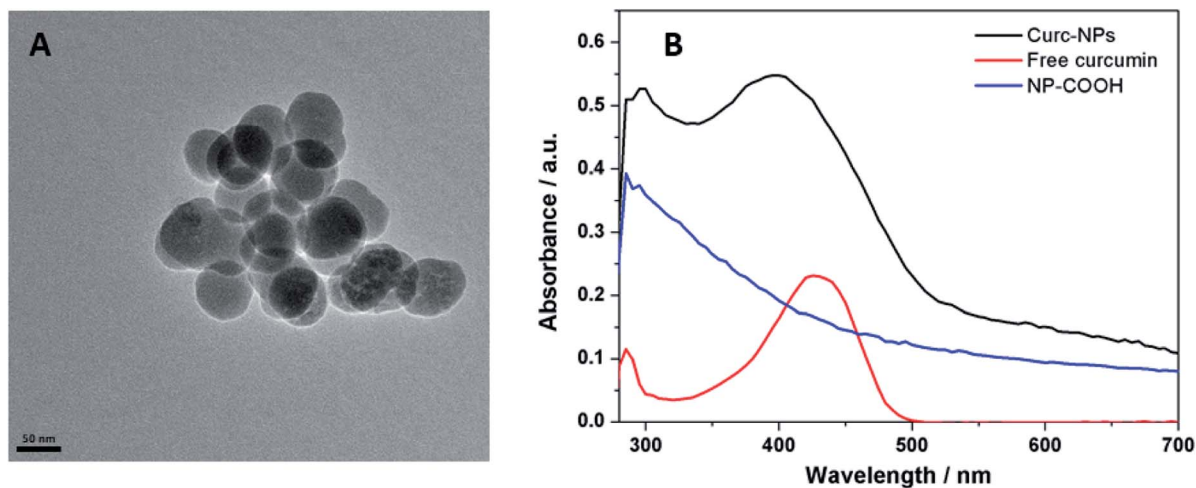 A
50 nm
B
Curc-NPs
Free curcumin
NP-COOH
Absorbance / a.u.
0.6
0.5
0.4
0.3
0.2
0.1
0.0
300 400 500 600 700
Wavelength / nm